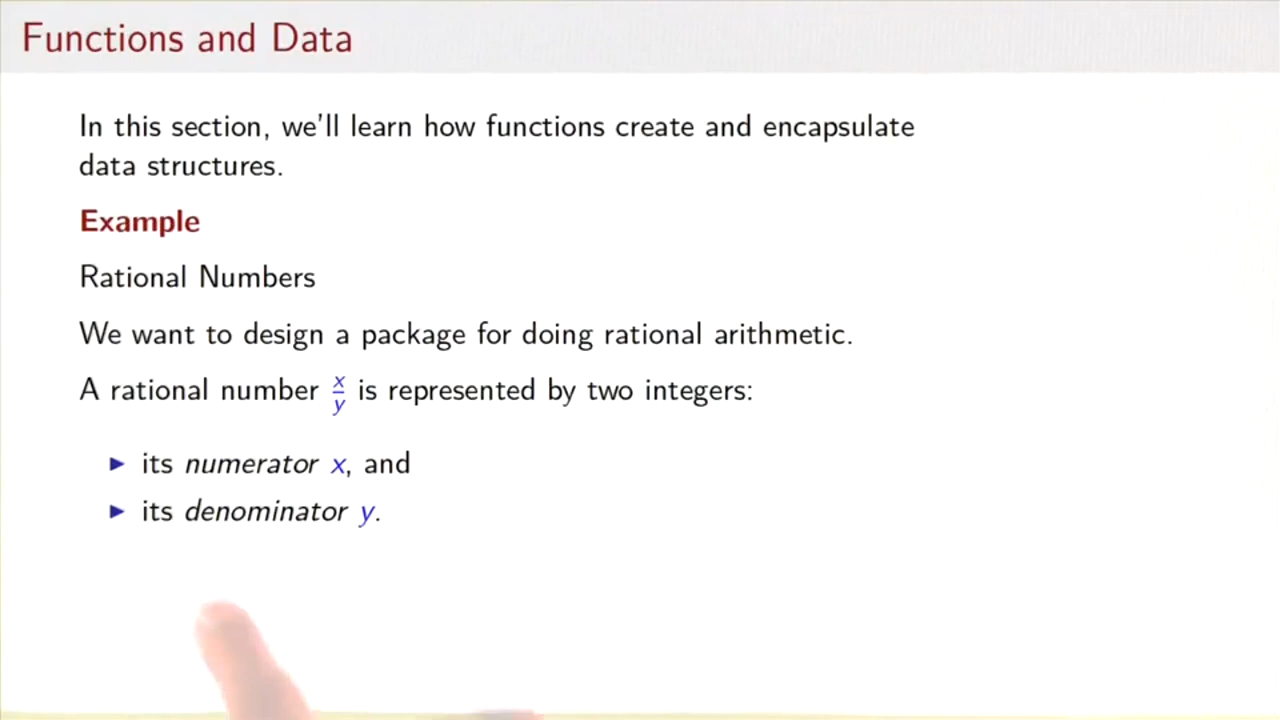 Functions and Data
In this section, we'll learn how functions create and encapsulate
data structures.
Example
Rational Numbers
We want to design a package for doing rational arithmetic.
A rational number x/y is represented by two integers:
▶ its numerator x, and
▶ its denominator y.